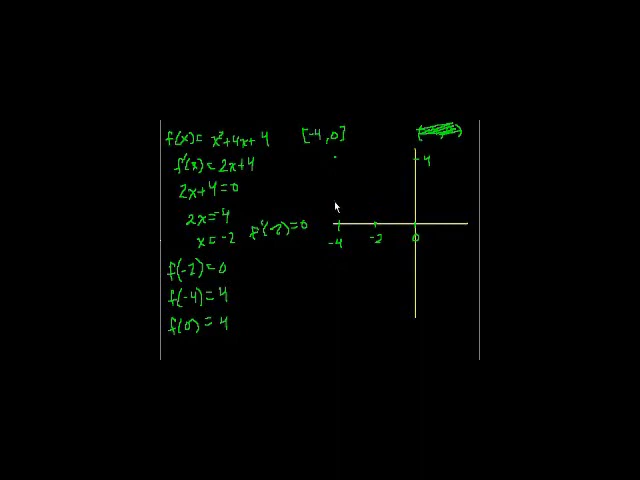 f(x) = x²+4x+4
[-4,0]
f'(x) = 2x+4
2x+4=0
2x=-4
x=-2
f'(-2)=0
f(-2)=0
f(-4)=4
f(0)=4
4
-4 -2 0